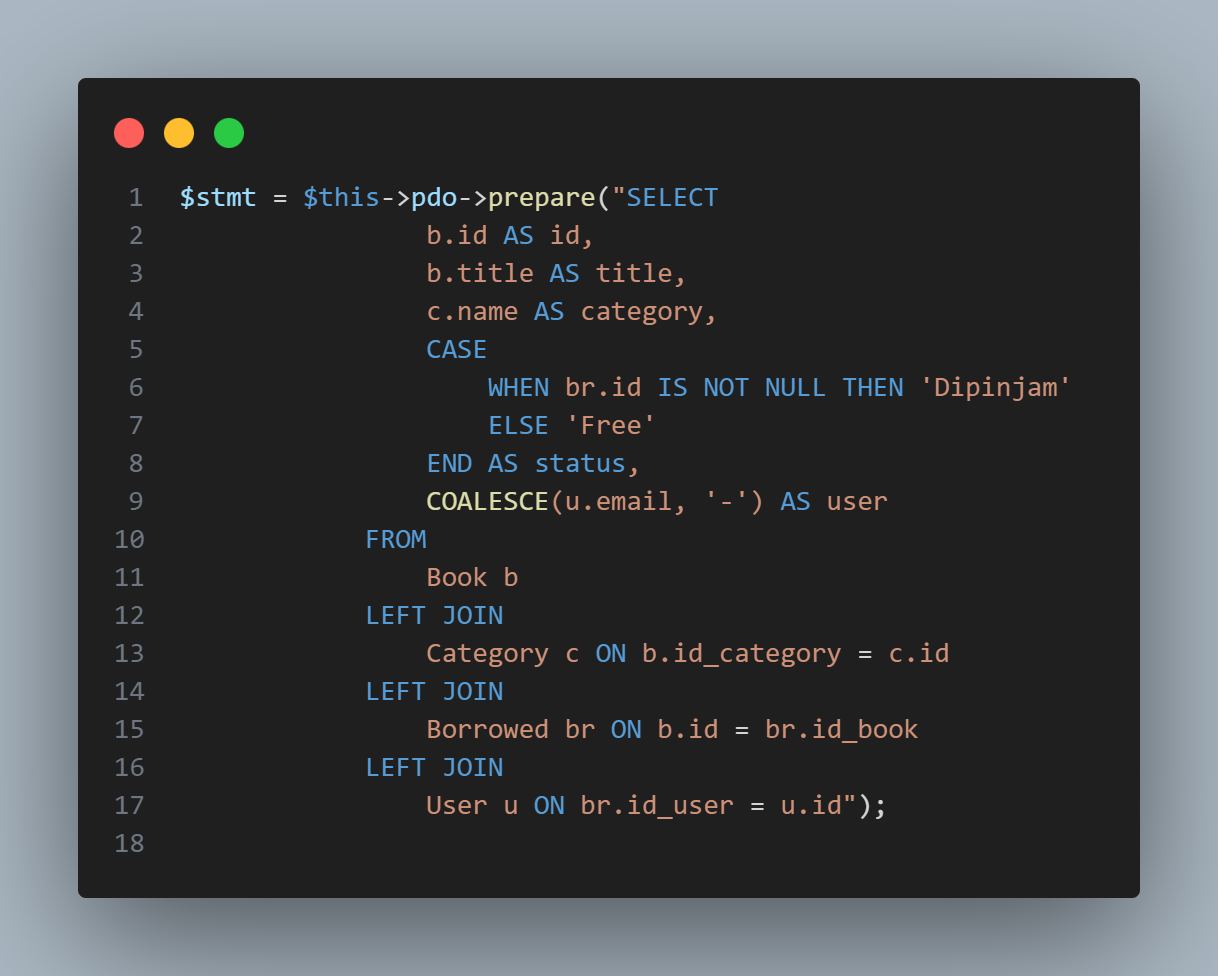 1 $stmt = $this->pdo->prepare("SELECT
2 b.id AS id,
3 b.title AS title,
4 c.name AS category,
5 CASE
6 WHEN br.id IS NOT NULL THEN 'Dipinjam'
7 ELSE 'Free'
8 END AS status,
9 COALESCE(u.email, '-') AS user
10 FROM
11 Book b
12 LEFT JOIN
13 Category c ON b.id_category = c.id
14 LEFT JOIN
15 Borrowed br ON b.id = br.id_book
16 LEFT JOIN
17 User u ON br.id_user = u.id");
18